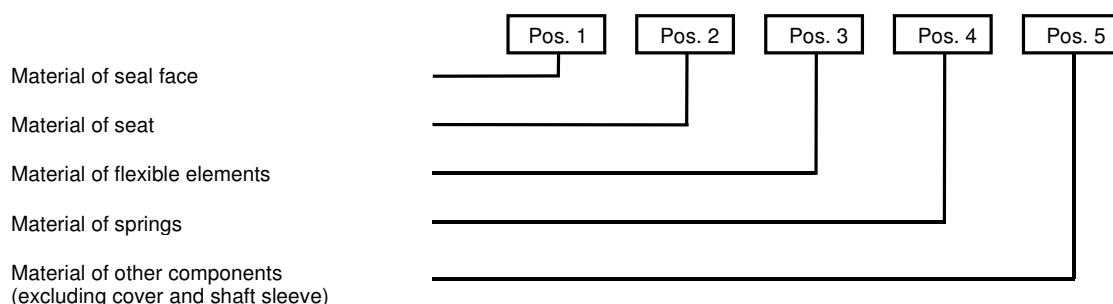 Pos. 1 Pos. 2 Pos. 3 Pos. 4 Pos. 5
Material of seal face
Material of seat
Material of flexible elements
Material of springs
Material of other components
(excluding cover and shaft sleeve)